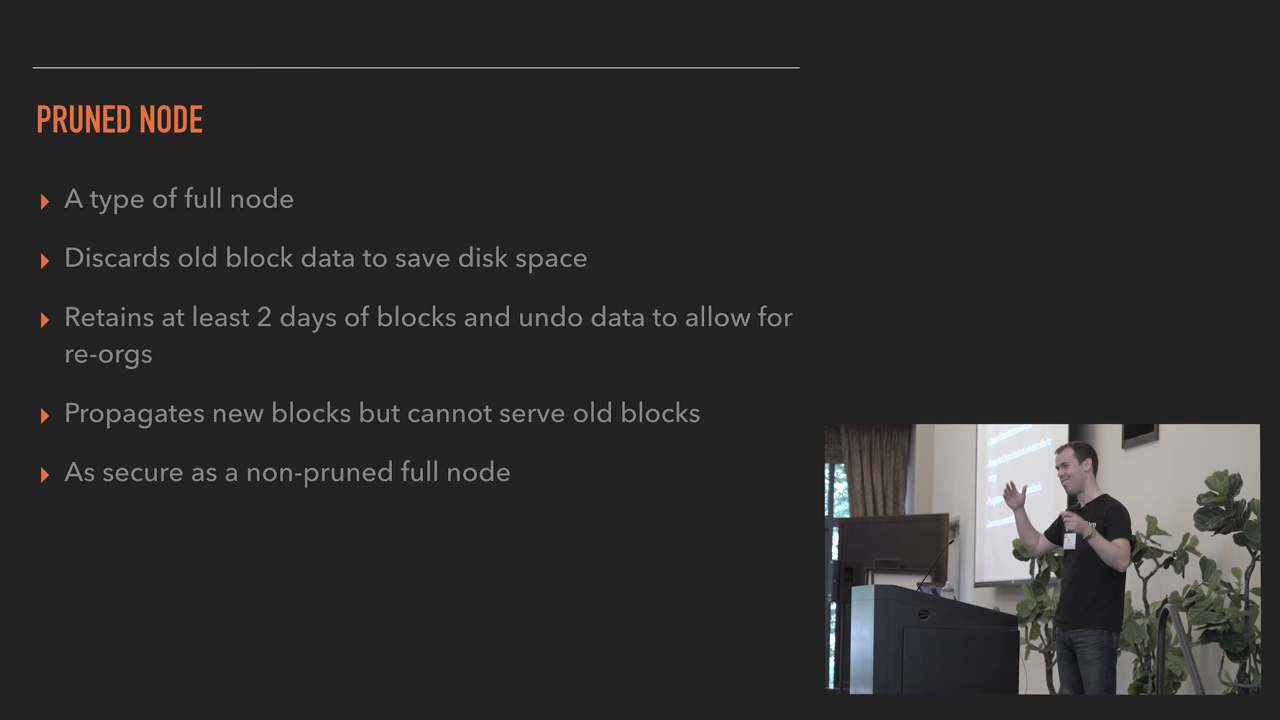 PRUNED NODE
A type of full node
Discards old block data to save disk space
Retains at least 2 days of blocks and undo data to allow for
re-orgs
Propagates new blocks but cannot serve old blocks
As secure as a non-pruned full node